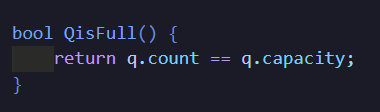 bool QisFull() {
    return q.count == q.capacity;
}